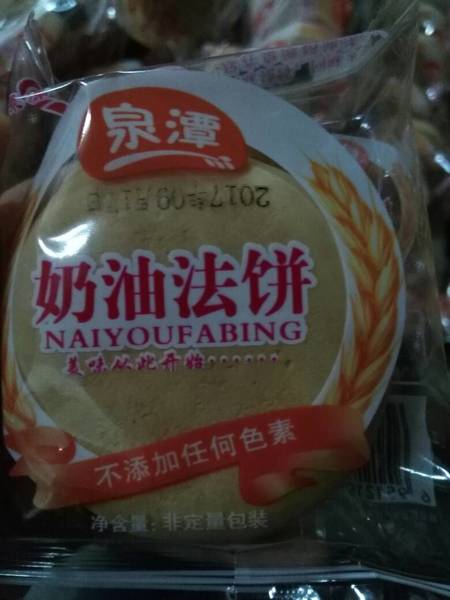 泉潭
2017年09月17日
奶油法饼
NAIYOUFABING
美味从此开始······
不添加任何色素
净含量:非定量包装